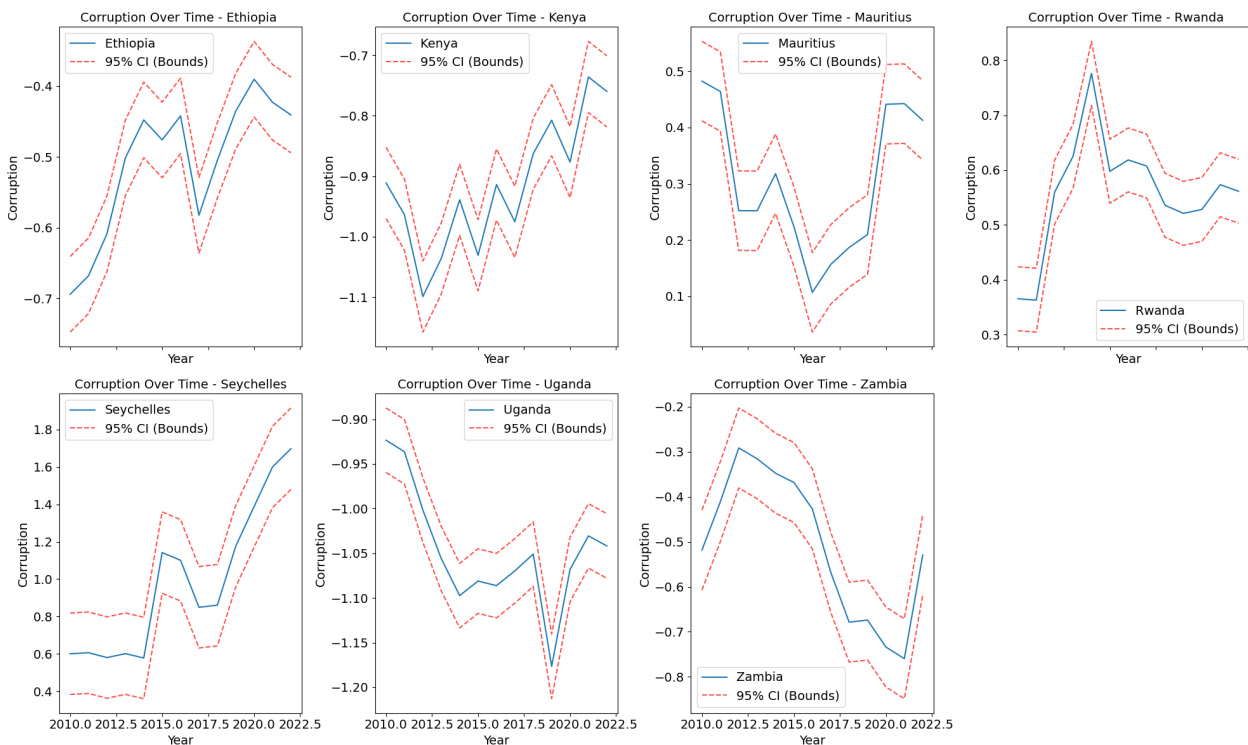 Corruption Over Time - Ethiopia
Ethiopia
95% CI (Bounds)
Corruption
−0.4
−0.5
−0.6
−0.7
Year
Corruption Over Time - Kenya
Kenya
95% CI (Bounds)
Corruption
−0.7
−0.8
−0.9
−1.0
−1.1
Year
Corruption Over Time - Mauritius
Mauritius
95% CI (Bounds)
Corruption
0.5
0.4
0.3
0.2
0.1
Year
Corruption Over Time - Rwanda
Rwanda
95% CI (Bounds)
Corruption
0.8
0.7
0.6
0.5
0.4
0.3
Year
Corruption Over Time - Seychelles
Seychelles
95% CI (Bounds)
Corruption
1.8
1.6
1.4
1.2
1.0
0.8
0.6
0.4
2010.0 2012.5 2015.0 2017.5 2020.0 2022.5
Year
Corruption Over Time - Uganda
Uganda
95% CI (Bounds)
Corruption
−0.90
−0.95
−1.00
−1.05
−1.10
−1.15
−1.20
2010.0 2012.5 2015.0 2017.5 2020.0 2022.5
Year
Corruption Over Time - Zambia
Zambia
95% CI (Bounds)
Corruption
−0.2
−0.3
−0.4
−0.5
−0.6
−0.7
−0.8
2010.0 2012.5 2015.0 2017.5 2020.0 2022.5
Year